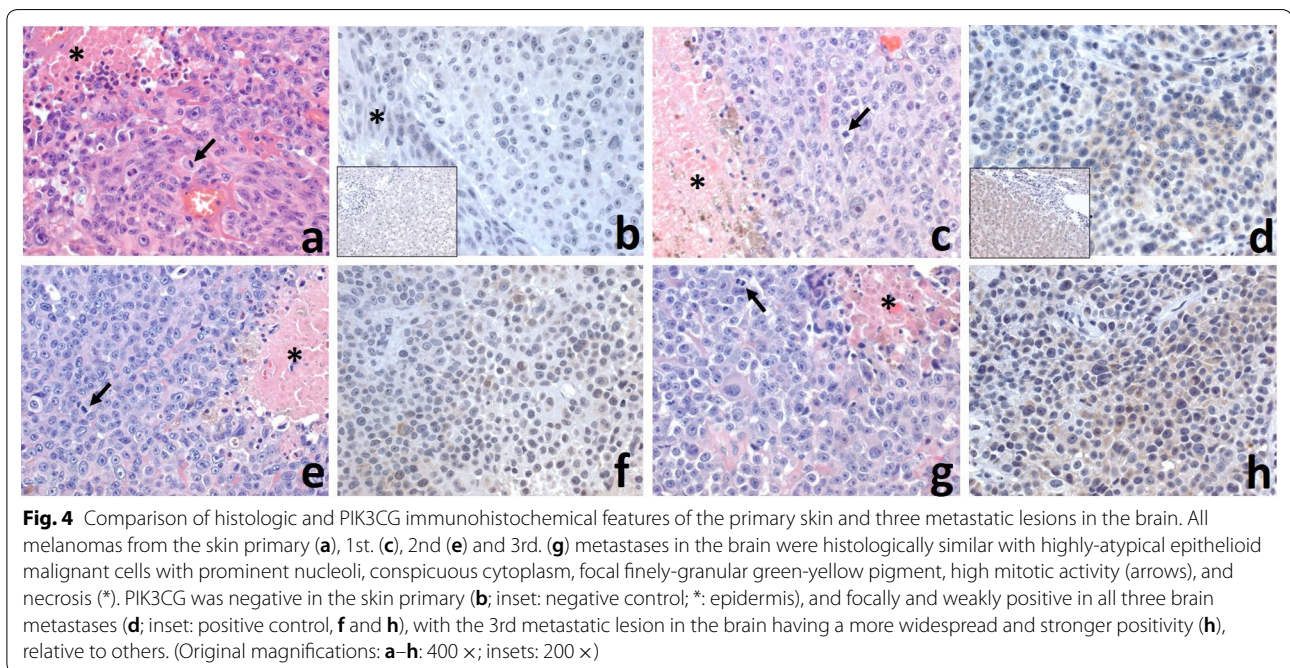 * a
* b
* c
d
e *
f
* g
h
Fig. 4 Comparison of histologic and PIK3CG immunohistochemical features of the primary skin and three metastatic lesions in the brain. All
melanomas from the skin primary (a), 1st. (c), 2nd (e) and 3rd. (g) metastases in the brain were histologically similar with highly-atypical epithelioid
malignant cells with prominent nucleoli, conspicuous cytoplasm, focal finely-granular green-yellow pigment, high mitotic activity (arrows), and
necrosis (*). PIK3CG was negative in the skin primary (b; inset: negative control; *: epidermis), and focally and weakly positive in all three brain
metastases (d; inset: positive control, f and h), with the 3rd metastatic lesion in the brain having a more widespread and stronger positivity (h),
relative to others. (Original magnifications: a–h: 400 ×; insets: 200 ×)